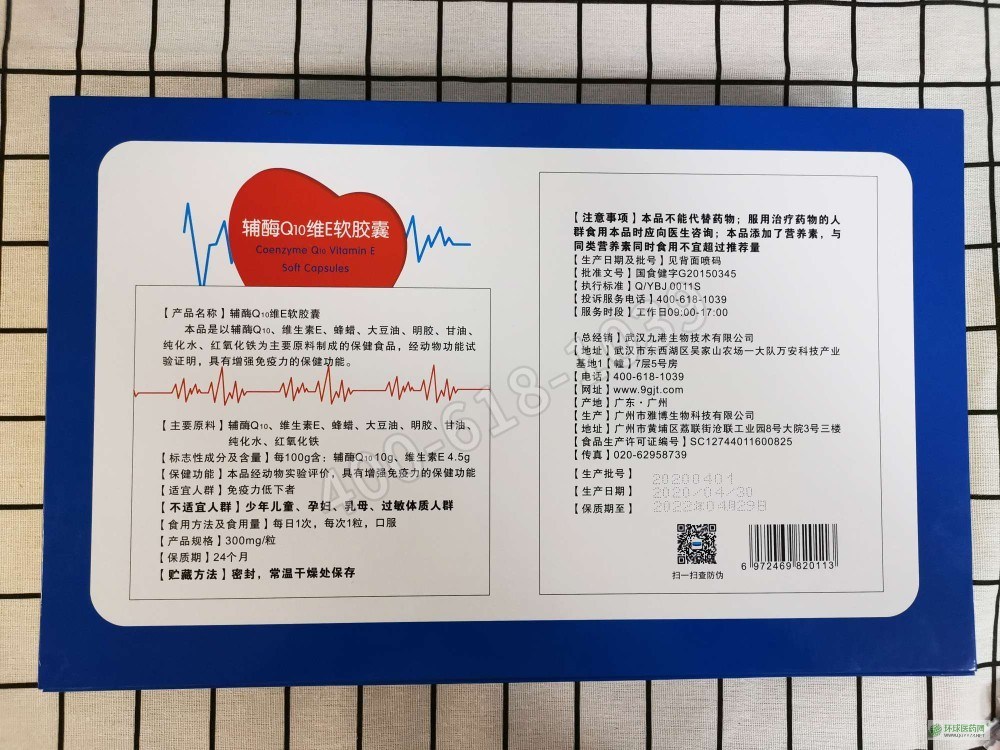 辅酶Q10维E软胶囊
Coenzyme Q10 Vitamin E
Soft Capsules
【产品名称】辅酶Q10维E软胶囊
本品是以辅酶Q10、维生素E、蜂蜡、大豆油、明胶、甘油、
纯化水、红氧化铁为主要原料制成的保健食品，经动物功能试
验证明，具有增强免疫力的保健功能。
【主要原料】辅酶Q10、维生素E、蜂蜡、大豆油、明胶、甘油、
纯化水、红氧化铁
【标志性成分及含量】每100g含：辅酶Q10 10g、维生素E 4.5g
【保健功能】本品经动物实验评价，具有增强免疫力的保健功能
【适宜人群】免疫力低下者
【不适宜人群】少年儿童、孕妇、乳母、过敏体质人群
【食用方法及食用量】每日1次，每次1粒，口服
【产品规格】300mg/粒
【保质期】24个月
【贮藏方法】密封，常温干燥处保存
【注意事项】本品不能代替药物；服用治疗药物的人
群食用本品时应向医生咨询；本品添加了营养素，与
同类营养素同时食用不宜超过推荐量
【生产日期及批号】见背面喷码
【批准文号】国食健字G20150345
【执行标准】Q/YBJ 0011S
【投诉服务电话】400-618-1039
【服务时段】工作日09:00-17:00
【总经销】武汉九港生物技术有限公司
【地址】武汉市东西湖区吴家山农场一大队万安科技产业
基地1【幢】7层5号房
【电话】400-618-1039
【网址】www.9gjt.com
【产地】广东·广州
【生产】广州市雅博生物科技有限公司
【地址】广州市黄埔区荔联街沧联工业园8号大院3号三楼
【食品生产许可证编号】SC12744011600825
【传真】020-62958739
【生产批号】20200401
【生产日期】2020/04/30
【保质期至】2022年04月29日
扫一扫查防伪
6 972469 820113
400-618-1039
环球医药网